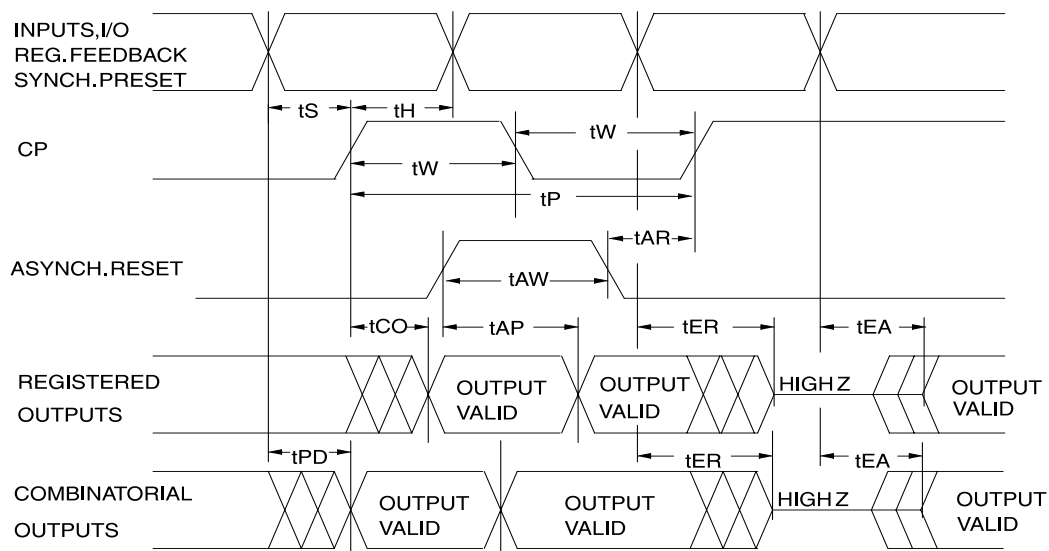 INPUTS,I/O
REG.FEEDBACK
SYNCH.PRESET
tS
tH
tW
CP
tW
tP
tAR
ASYNCH.RESET
tAW
tCO
tAP
tER
tEA
REGISTERED
OUTPUTS
OUTPUT
VALID
OUTPUT
VALID
HIGH Z
OUTPUT
VALID
tPD
tER
tEA
COMBINATORIAL
OUTPUTS
OUTPUT
VALID
OUTPUT
VALID
HIGH Z
OUTPUT
VALID